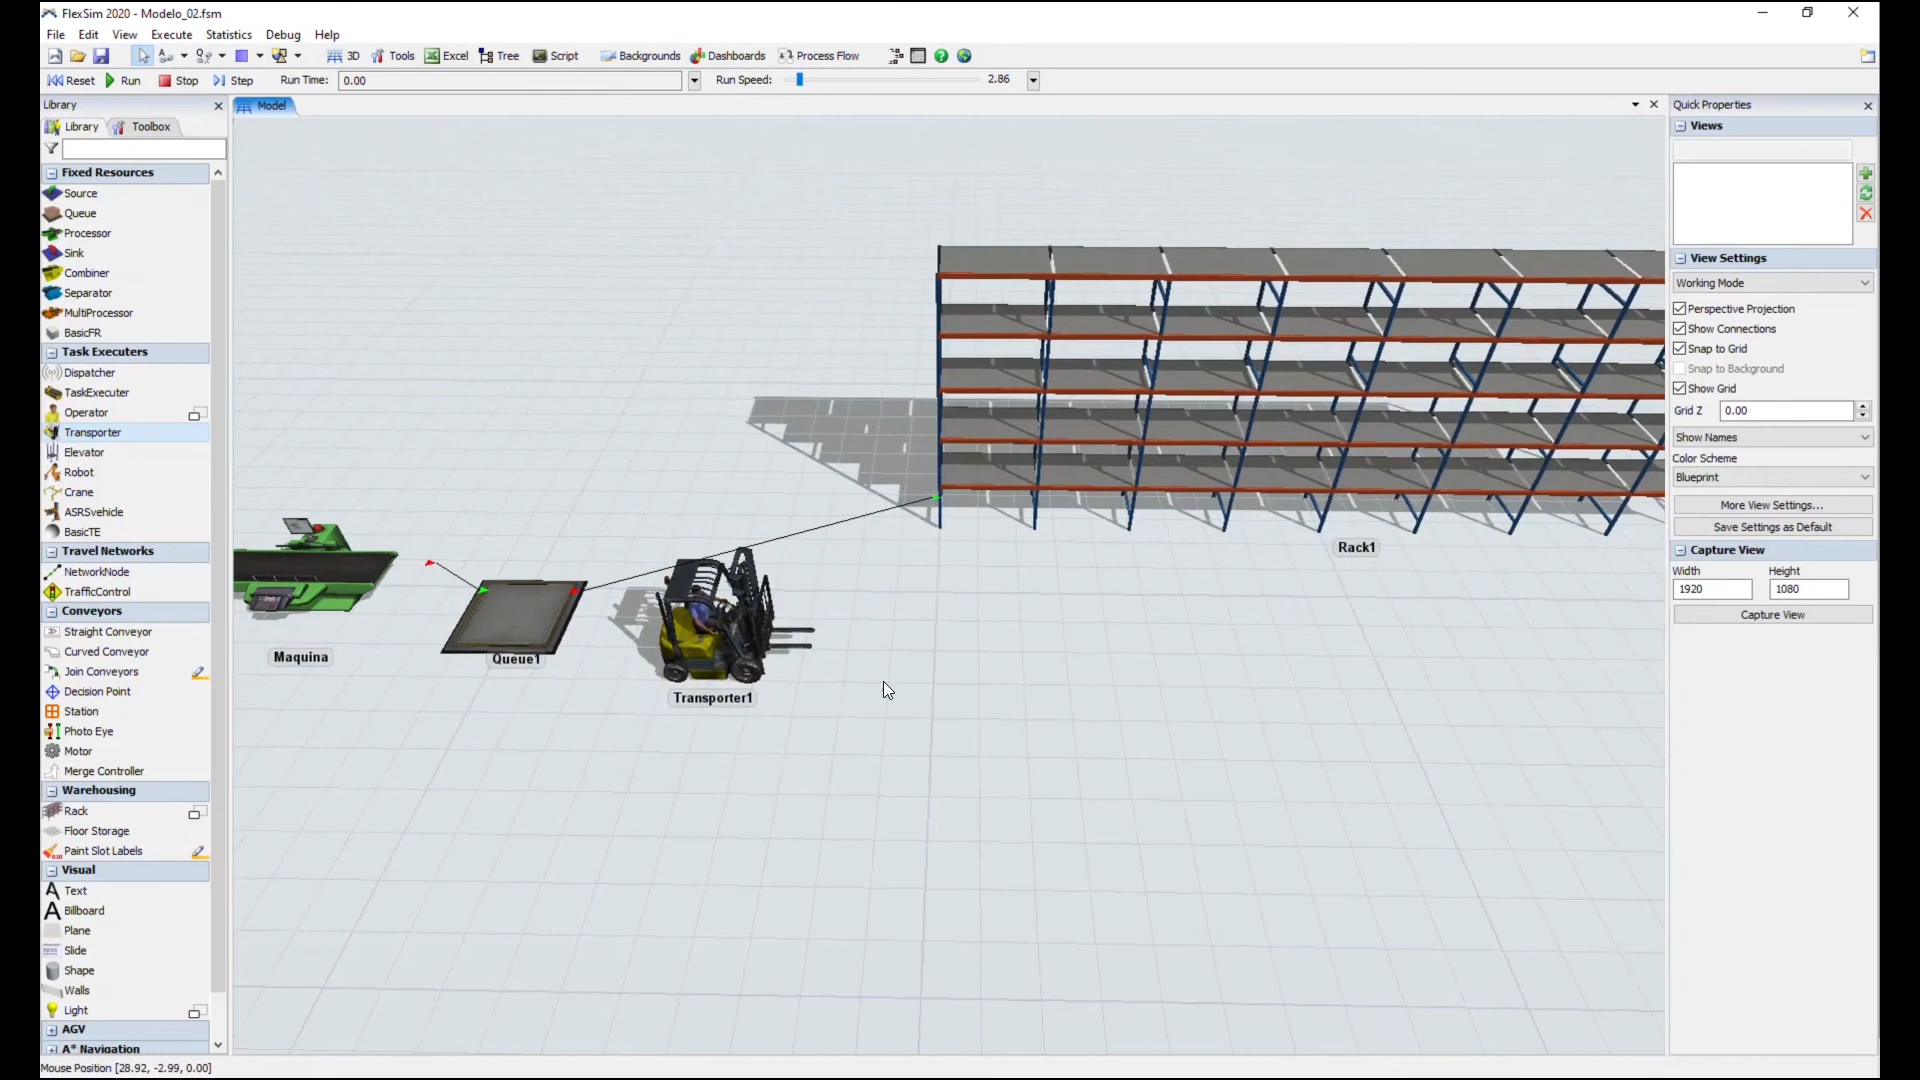 FlexSim 2020 - Modelo_02.fsm
File Edit View Execute Statistics Debug Help
3D Tools Excel Tree Script Backgrounds Dashboards Process Flow
Reset Run Stop Step Run Time: 0.00 Run Speed: 2.86
Library
Library Toolbox
Fixed Resources
Source
Queue
Processor
Sink
Combiner
Separator
MultiProcessor
BasicFR
Task Executers
Dispatcher
TaskExecuter
Operator
Transporter
Elevator
Robot
Crane
ASRSvehicle
BasicTE
Travel Networks
NetworkNode
TrafficControl
Conveyors
Straight Conveyor
Curved Conveyor
Join Conveyors
Decision Point
Station
Photo Eye
Motor
Merge Controller
Warehousing
Rack
Floor Storage
Paint Slot Labels
Visual
Text
Billboard
Plane
Slide
Shape
Walls
Light
AGV
A* Navigation
Model
Rack1
Maquina
Queue1
Transporter1
Quick Properties
Views
View Settings
Working Mode
Perspective Projection
Show Connections
Snap to Grid
Snap to Background
Show Grid
Grid Z 0.00
Show Names
Color Scheme
Blueprint
More View Settings...
Save Settings as Default
Capture View
Width Height
1920 1080
Capture View
Mouse Position [28.92, -2.99, 0.00]